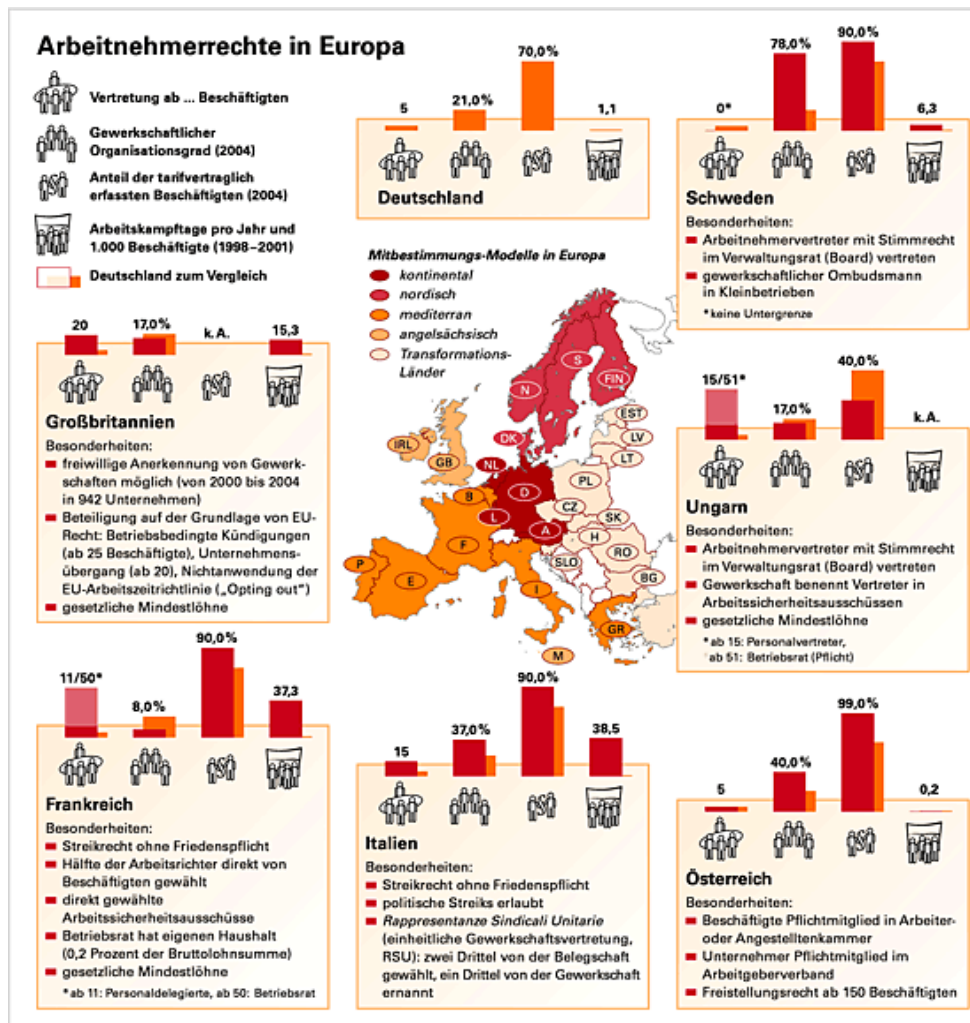 Arbeitnehmerrechte in Europa
Vertretung ab ... Beschäftigten
Gewerkschaftlicher
Organisationsgrad (2004)
Anteil der tarifvertraglich
erfassten Beschäftigten (2004)
Arbeitskampftage pro Jahr und
1.000 Beschäftigte (1998–2001)
Deutschland zum Vergleich
5
21,0%
70,0%
1,1
Deutschland
0*
78,0%
90,0%
6,3
Schweden
Besonderheiten:
Arbeitnehmervertreter mit Stimmrecht
im Verwaltungsrat (Board) vertreten
gewerkschaftlicher Ombudsmann
in Kleinbetrieben
*keine Untergrenze
Mitbestimmungs-Modelle in Europa
kontinental
nordisch
mediterran
angelsächsisch
Transformations-
Länder
S
FIN
N
EST
LV
LT
DK
IRL
GB
NL
PL
B
D
CZ
L
SK
A
H
F
RO
SLO
P
E
I
BG
GR
M
20
17,0%
k.A.
15,3
Großbritannien
Besonderheiten:
freiwillige Anerkennung von Gewerk-
schaften möglich (von 2000 bis 2004
in 942 Unternehmen)
Beteiligung auf der Grundlage von EU-
Recht: Betriebsbedingte Kündigungen
(ab 25 Beschäftigte), Unternehmens-
übergang (ab 20), Nichtanwendung der
EU-Arbeitszeitrichtlinie („Opting out“)
gesetzliche Mindestlöhne
15/51*
17,0%
40,0%
k.A.
Ungarn
Besonderheiten:
Arbeitnehmervertreter mit Stimmrecht
im Verwaltungsrat (Board) vertreten
Gewerkschaft benennt Vertreter in
Arbeitssicherheitsausschüssen
gesetzliche Mindestlöhne
*ab 15: Personalvertreter,
ab 51: Betriebsrat (Pflicht)
11/50*
8,0%
90,0%
37,3
Frankreich
Besonderheiten:
Streikrecht ohne Friedenspflicht
Hälfte der Arbeitsrichter direkt von
Beschäftigten gewählt
direkt gewählte
Arbeitssicherheitsausschüsse
Betriebsrat hat eigenen Haushalt
(0,2 Prozent der Bruttolohnsumme)
gesetzliche Mindestlöhne
*ab 11: Personaldelegierte, ab 50: Betriebsrat
15
37,0%
90,0%
38,5
Italien
Besonderheiten:
Streikrecht ohne Friedenspflicht
politische Streiks erlaubt
Rappresentanze Sindicali Unitarie
(einheitliche Gewerkschaftsvertretung,
RSU): zwei Drittel von der Belegschaft
gewählt, ein Drittel von der Gewerkschaft
ernannt
5
40,0%
99,0%
0,2
Österreich
Besonderheiten:
Beschäftigte Pflichtmitglied in Arbeiter-
oder Angestelltenkammer
Unternehmer Pflichtmitglied im
Arbeitgeberverband
Freistellungsrecht ab 150 Beschäftigten